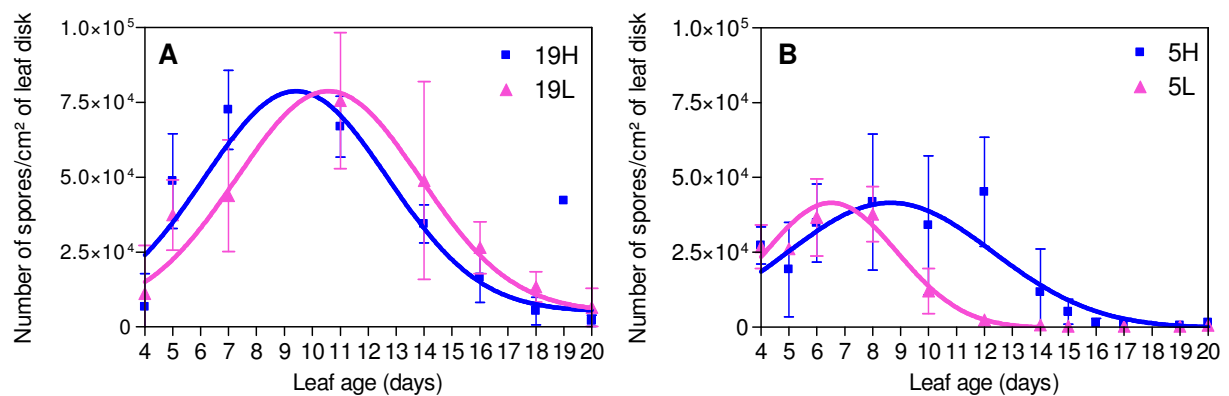 Number of spores/cm² of leaf disk
1.0×10⁵
7.5×10⁴
5.0×10⁴
2.5×10⁴
0
A
19H
19L
4 5 6 7 8 9 10 11 12 13 14 15 16 17 18 19 20
Leaf age (days)
Number of spores/cm² of leaf disk
1.0×10⁵
7.5×10⁴
5.0×10⁴
2.5×10⁴
0
B
5H
5L
4 5 6 7 8 9 10 11 12 13 14 15 16 17 18 19 20
Leaf age (days)